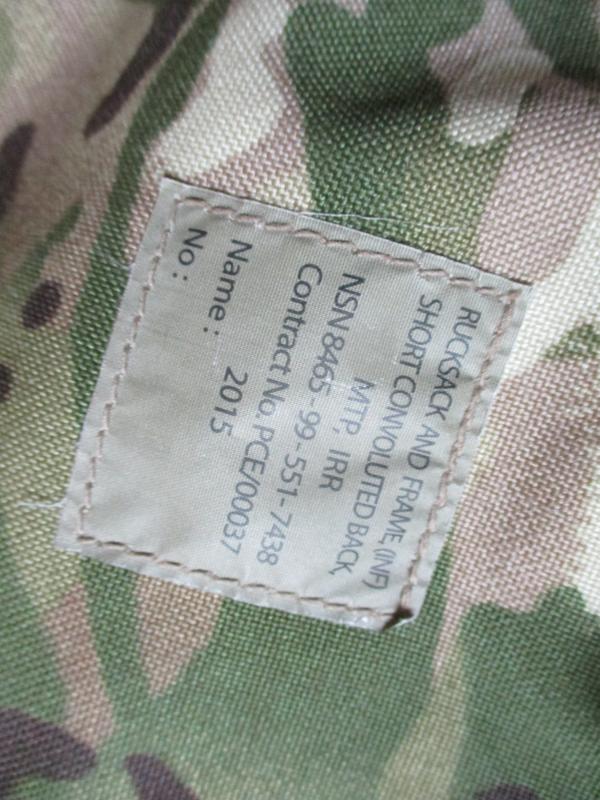 RUCKSACK AND FRAME (INF)
SHORT CONVOLUTED BACK,
MTP, IRR
NSN 8465-99-551-7438
Contract No. PCE/00037
2015
Name :
No :